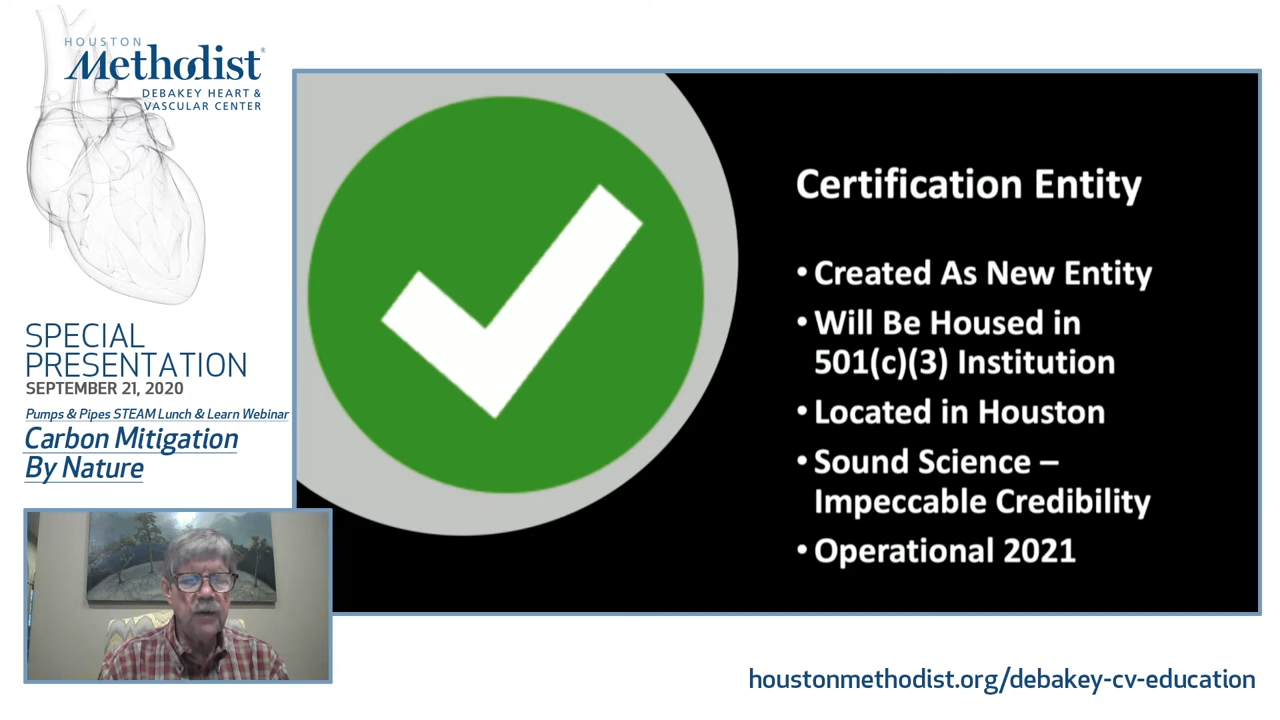 HOUSTON
Methodist®
DEBAKEY HEART &
VASCULAR CENTER
SPECIAL
PRESENTATION
SEPTEMBER 21, 2020
Pumps & Pipes STEAM Lunch & Learn Webinar
Carbon Mitigation
By Nature
Certification Entity
• Created As New Entity
• Will Be Housed in
501(c)(3) Institution
• Located in Houston
• Sound Science –
Impeccable Credibility
• Operational 2021
houstonmethodist.org/debakey-cv-education